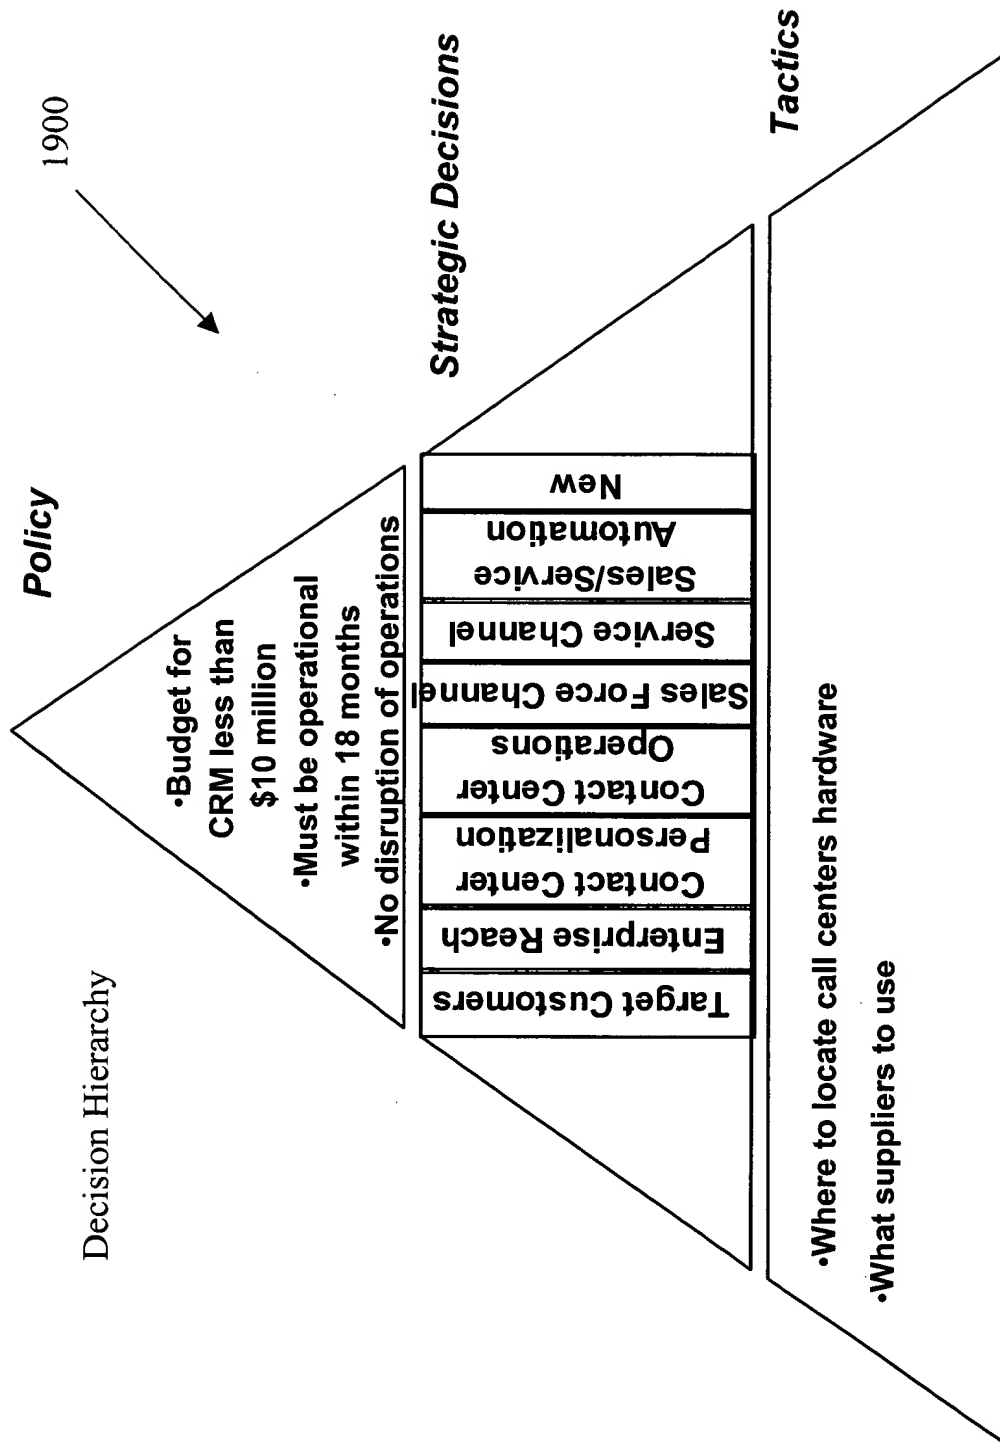 Decision Hierarchy
1900
Policy
•Budget for
CRM less than
$10 million
•Must be operational
within 18 months
•No disruption of operations
Strategic Decisions
Target Customers
Enterprise Reach
Contact Center
Personalization
Contact Center
Operations
Sales Force Channel
Service Channel
Sales/Service
Automation
New
Tactics
•Where to locate call centers hardware
•What suppliers to use